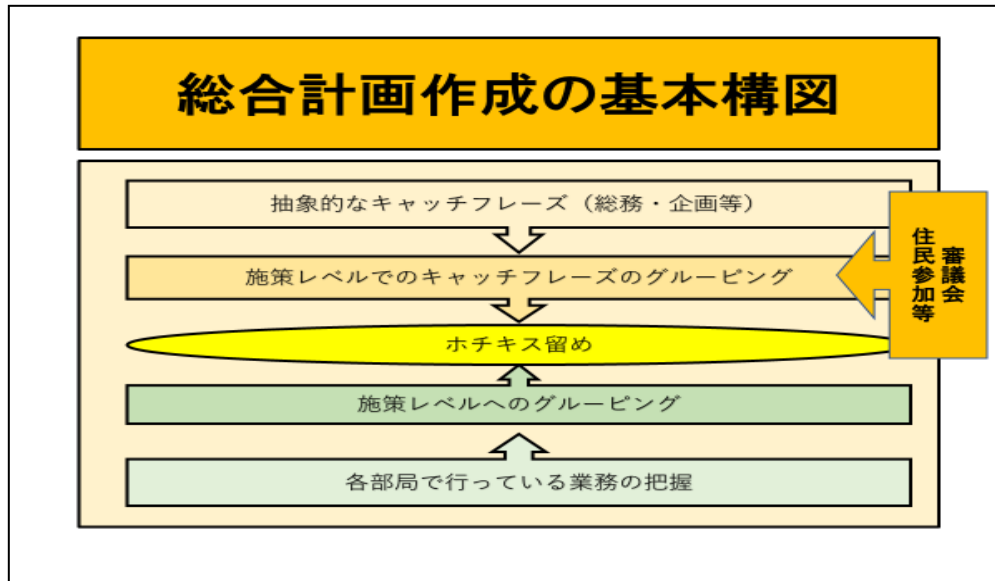 総合計画作成の基本構図
抽象的なキャッチフレーズ（総務・企画等）
施策レベルでのキャッチフレーズのグルーピング
ホチキス留め
施策レベルへのグルーピング
各部局で行っている業務の把握
審議会
住民参加等